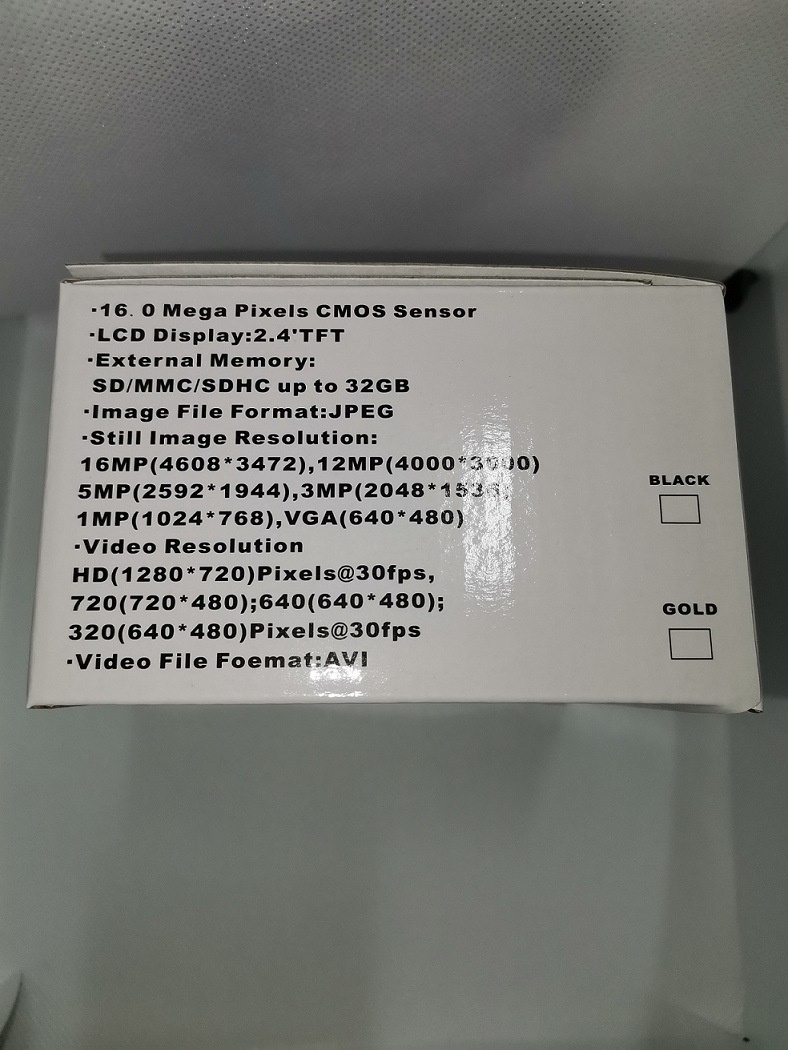 ·16. 0 Mega Pixels CMOS Sensor
·LCD Display:2.4'TFT
·External Memory:
SD/MMC/SDHC up to 32GB
·Image File Format:JPEG
·Still Image Resolution:
16MP(4608*3472),12MP(4000*3000)
5MP(2592*1944),3MP(2048*1536)
1MP(1024*768),VGA(640*480)
·Video Resolution
HD(1280*720)Pixels@30fps,
720(720*480);640(640*480);
320(640*480)Pixels@30fps
·Video File Foemat:AVI
BLACK
GOLD